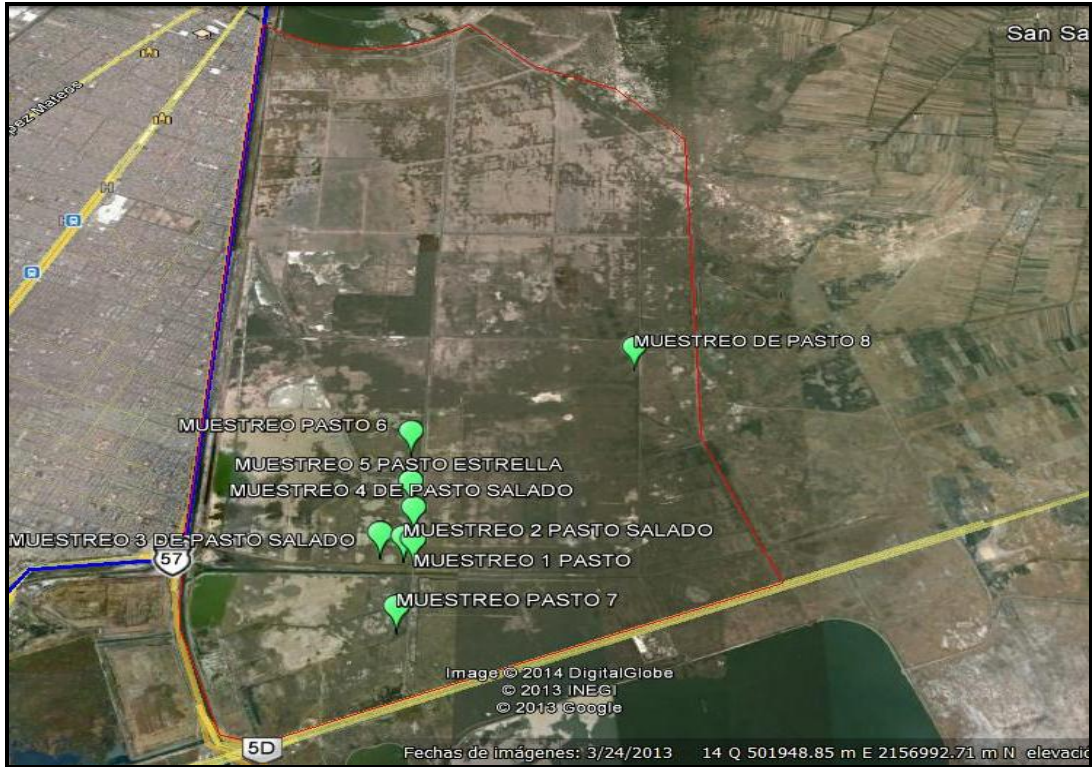 San Sa
pez Mateos
H
H
MUESTREO DE PASTO 8
MUESTREO PASTO 6
MUESTREO 5 PASTO ESTRELLA
MUESTREO 4 DE PASTO SALADO
MUESTREO 2 PASTO SALADO
MUESTREO 3 DE PASTO SALADO
57
MUESTREO 1 PASTO
MUESTREO PASTO 7
Image © 2014 DigitalGlobe
© 2013 INEGI
© 2013 Google
5D
Fechas de imágenes: 3/24/2013 14 Q 501948.85 m E 2156992.71 m N elevació